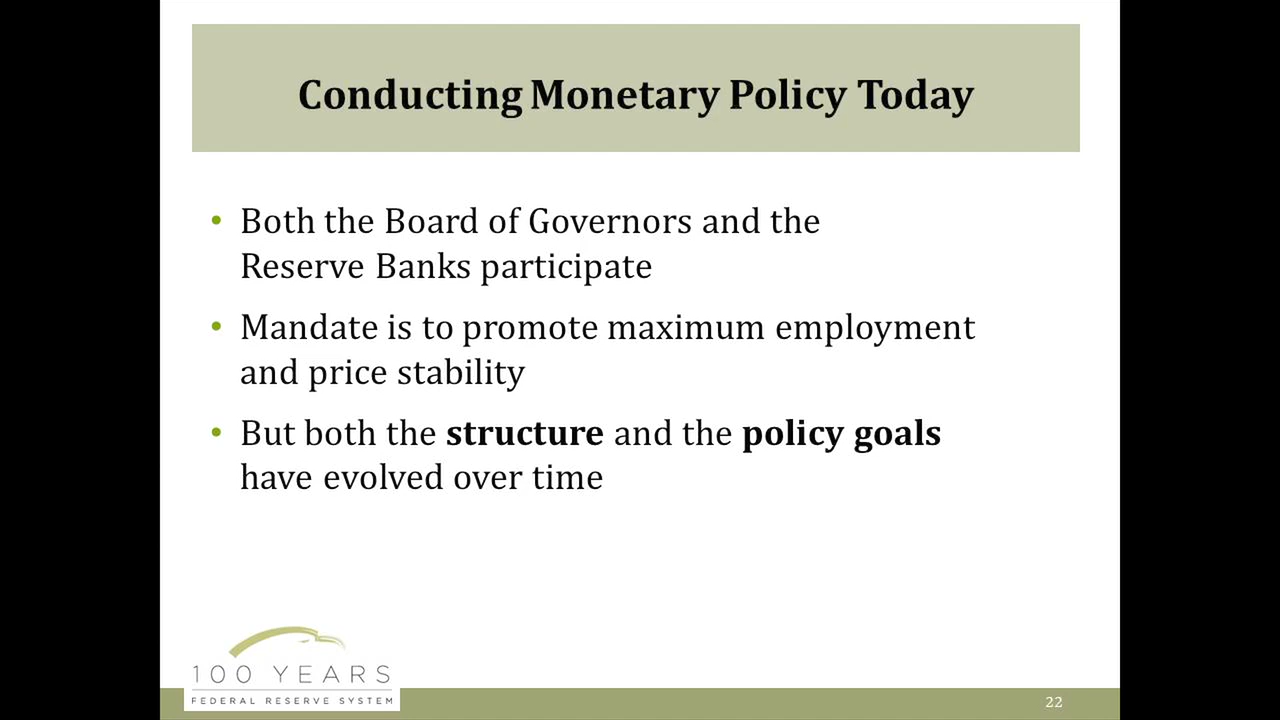 Conducting Monetary Policy Today
• Both the Board of Governors and the
Reserve Banks participate
• Mandate is to promote maximum employment
and price stability
• But both the structure and the policy goals
have evolved over time
100 YEARS
FEDERAL RESERVE SYSTEM
22